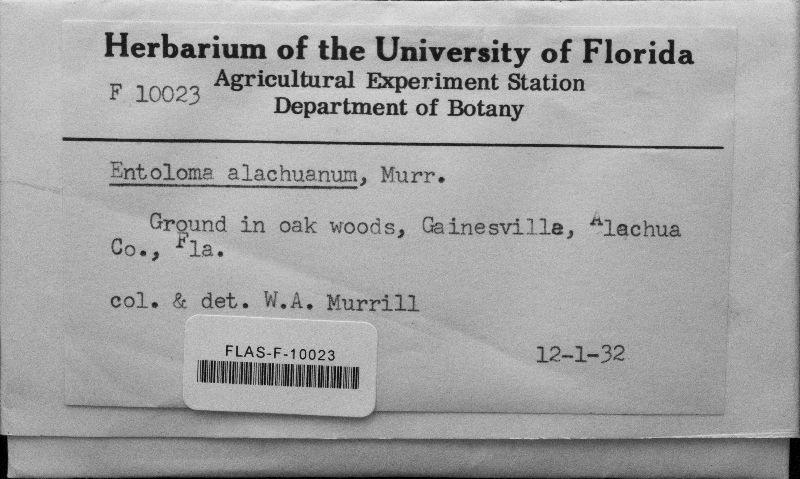 Herbarium of the University of Florida
Agricultural Experiment Station
F 10023
Department of Botany
Entoloma alachuanum, Murr.
Ground in oak woods, Gainesville, Alachua
Co., Fla.
col. & det. W.A. Murrill
FLAS-F-10023
12-1-32